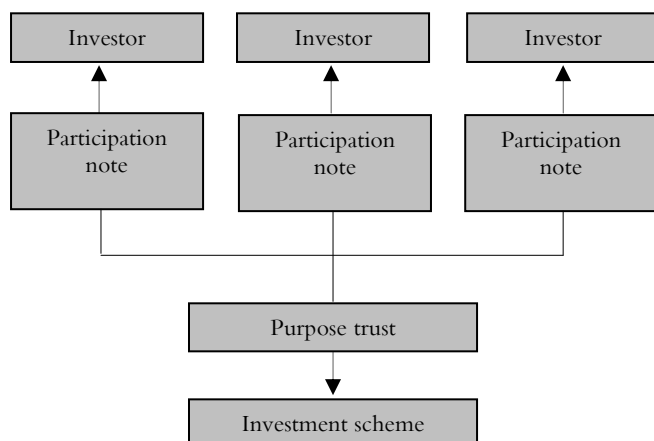 Investor
Investor
Investor
Participation
note
Participation
note
Participation
note
Purpose trust
Investment scheme